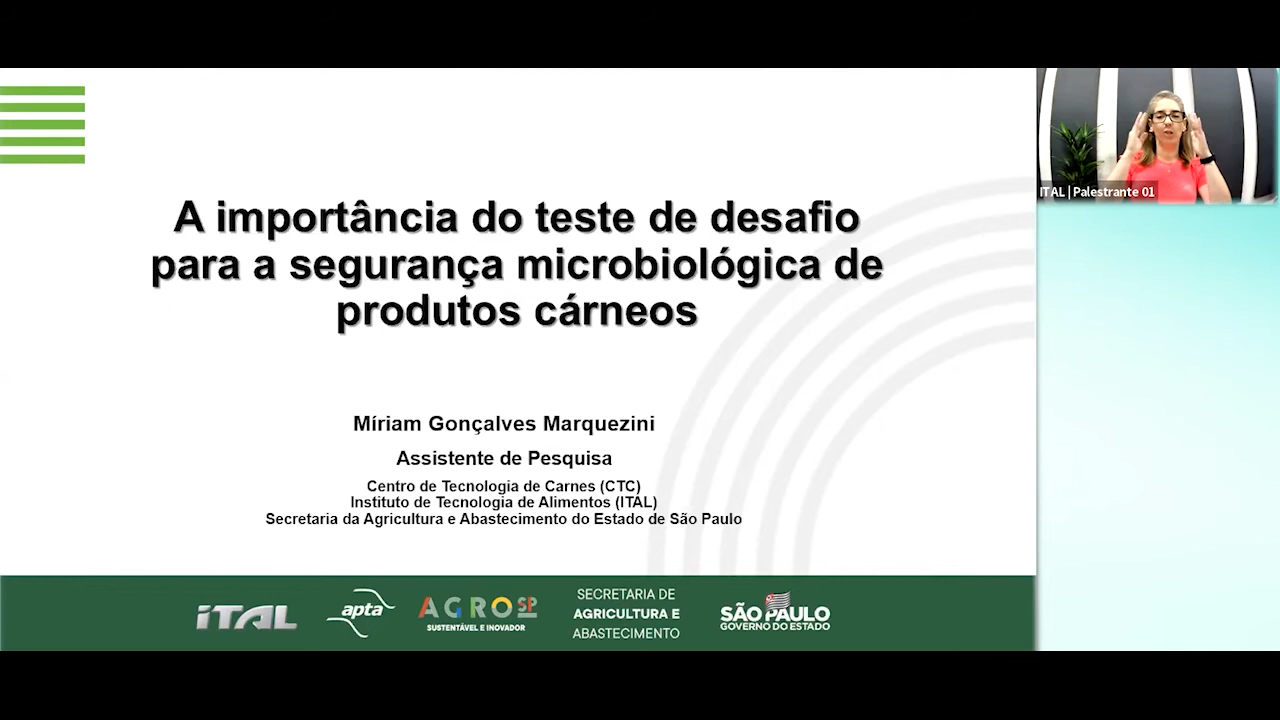 A importância do teste de desafio
para a segurança microbiológica de
produtos cárneos
Míriam Gonçalves Marquezini
Assistente de Pesquisa
Centro de Tecnologia de Carnes (CTC)
Instituto de Tecnologia de Alimentos (ITAL)
Secretaria da Agricultura e Abastecimento do Estado de São Paulo
ITAL | Palestrante 01
iTAL
apta
AGRO SP
SUSTENTÁVEL E INOVADOR
SECRETARIA DE
AGRICULTURA E
ABASTECIMENTO
SÃO PAULO
GOVERNO DO ESTADO